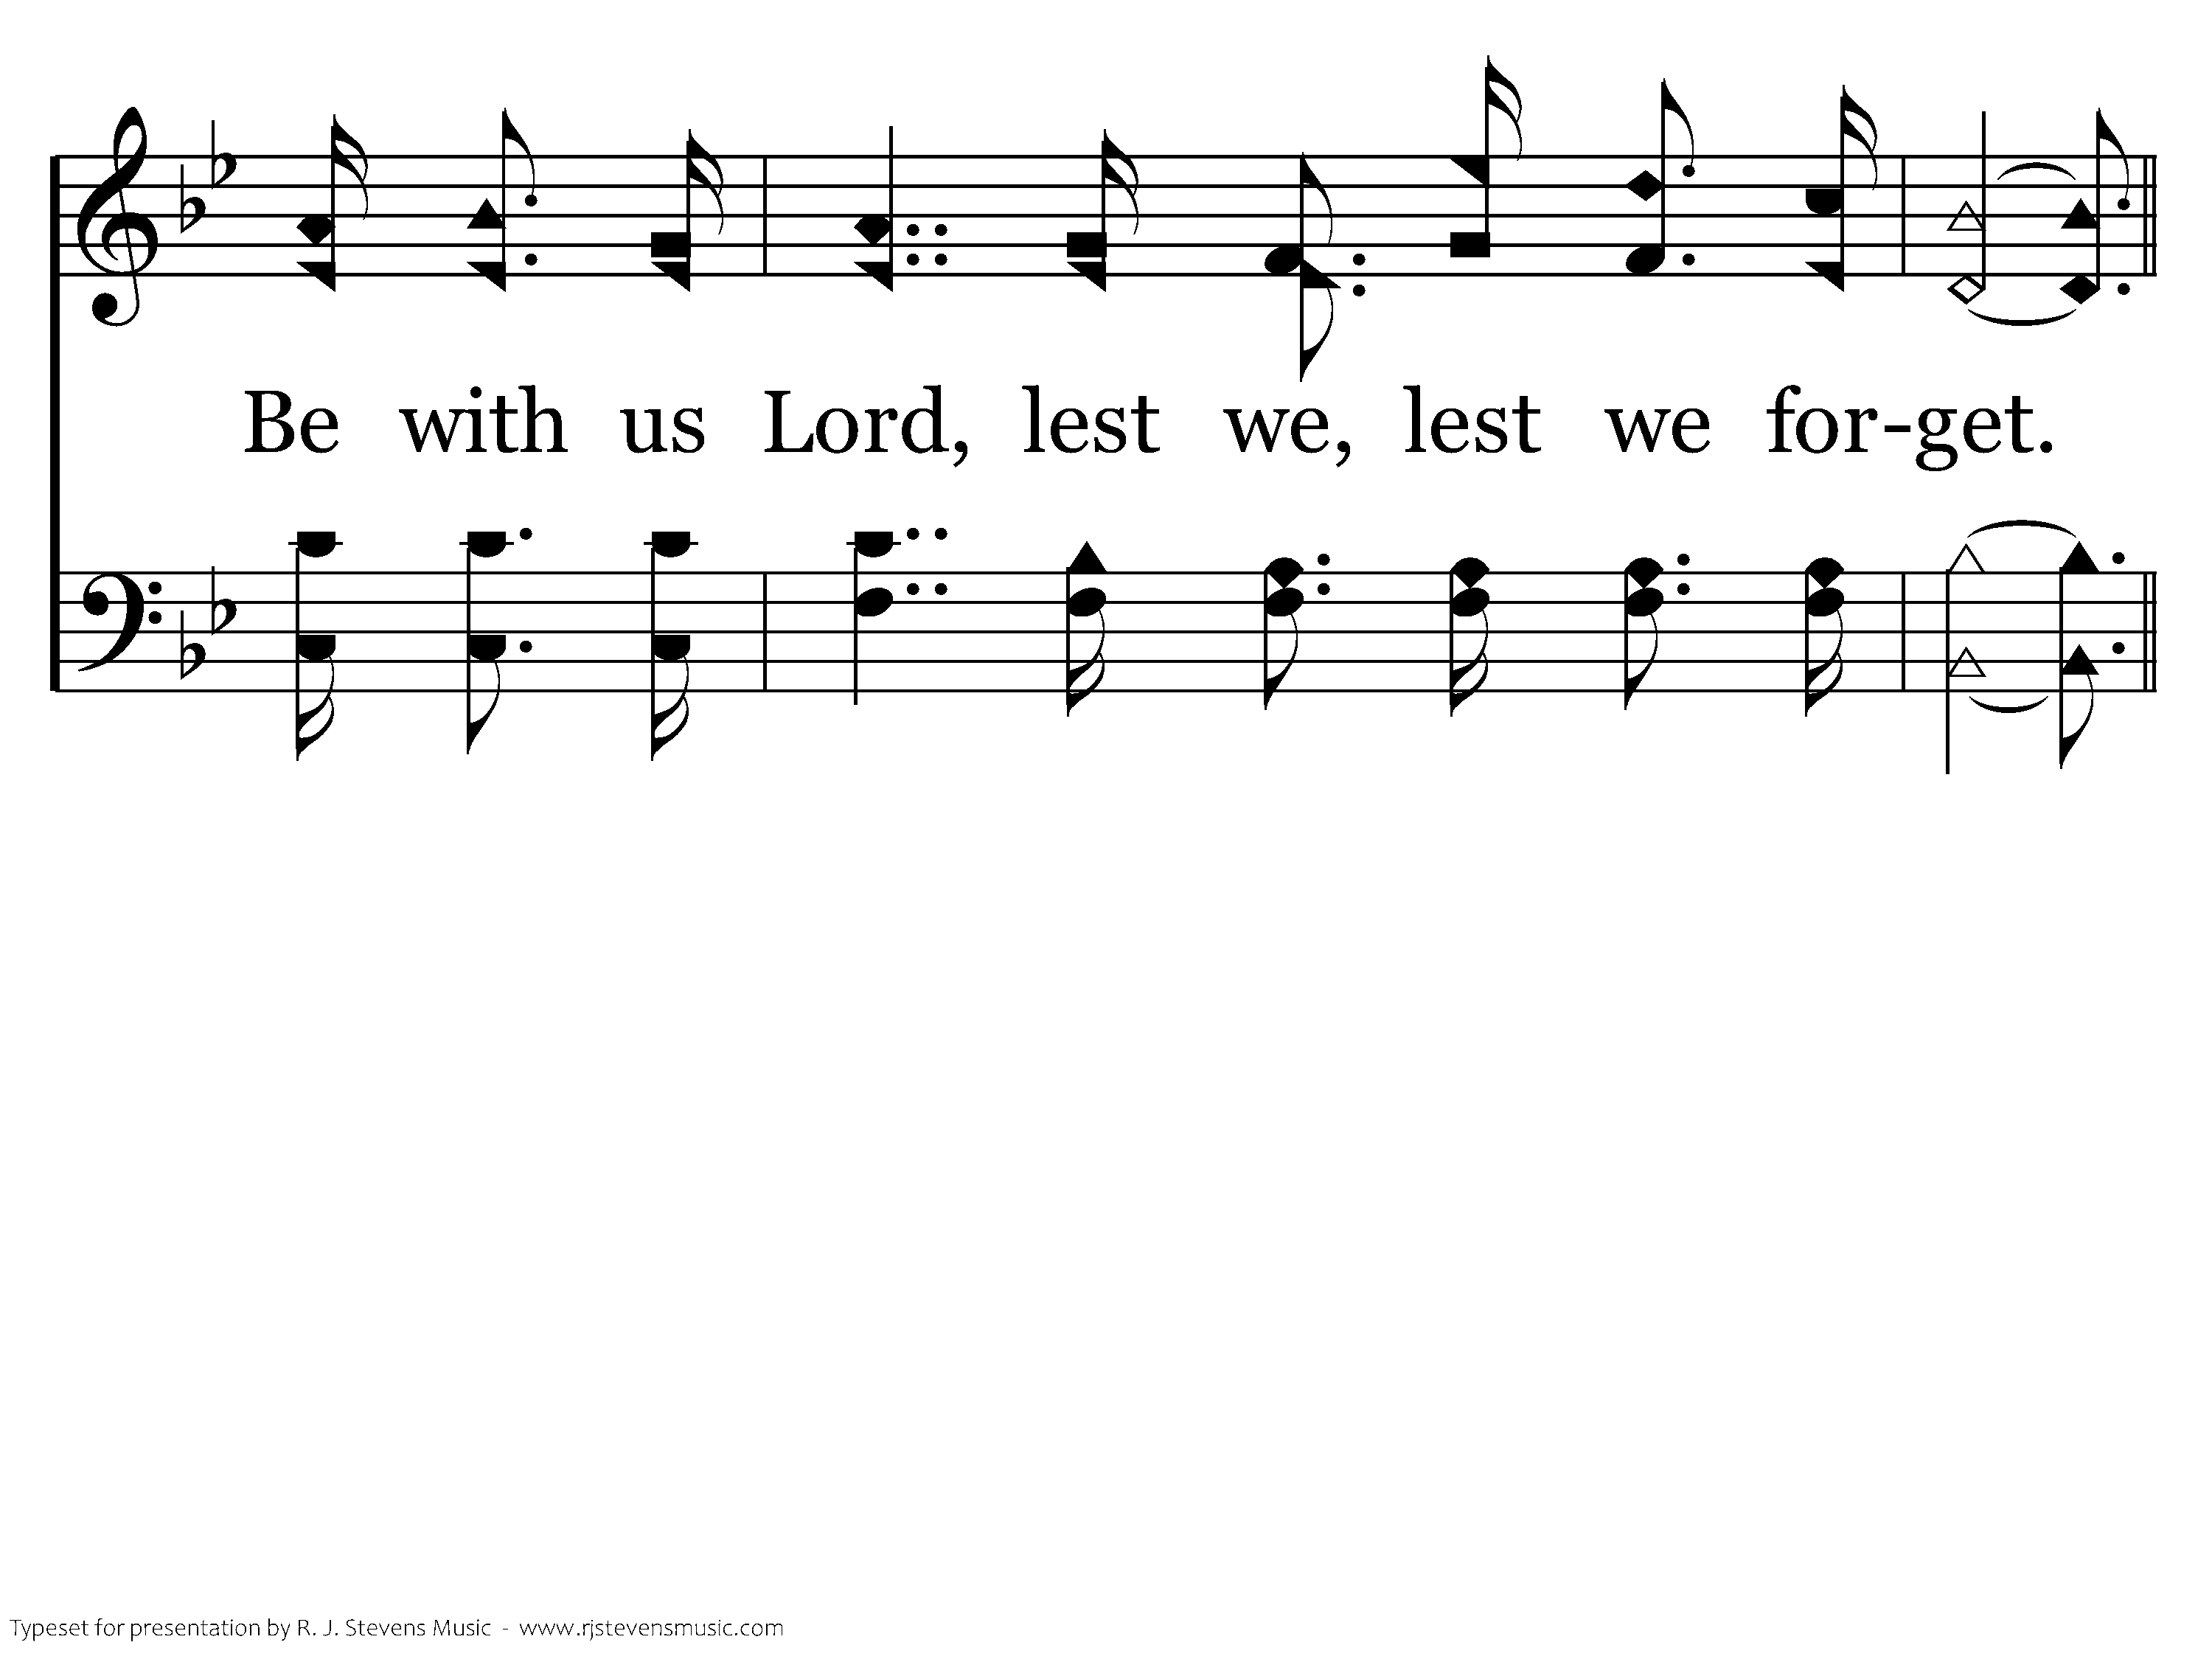 Be with us Lord, lest we, lest we for-get.
Typeset for presentation by R. J. Stevens Music - www.rjstevensmusic.com